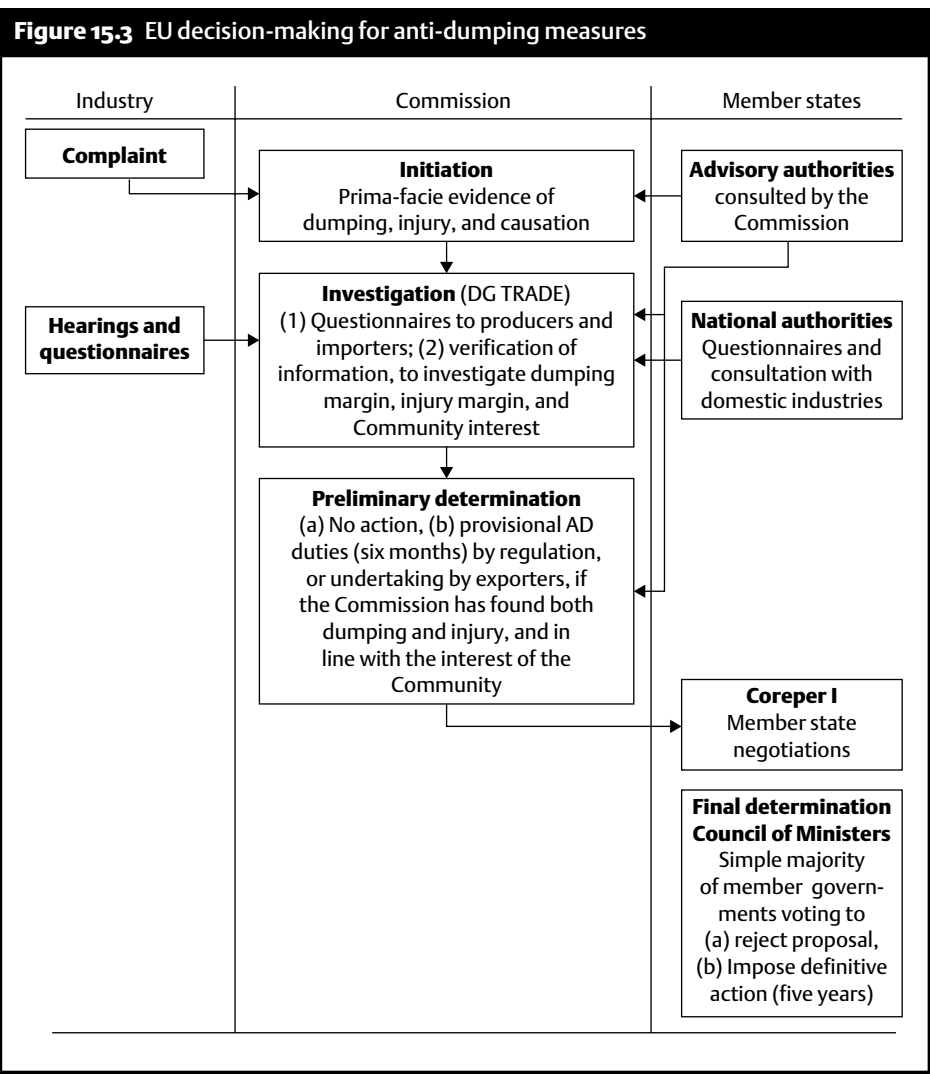 Figure 15.3 EU decision-making for anti-dumping measures
Industry
Commission
Member states
Complaint
Initiation
Prima-facie evidence of
dumping, injury, and causation
Advisory authorities
consulted by the
Commission
Hearings and
questionnaires
Investigation (DG TRADE)
(1) Questionnaires to producers and
importers; (2) verification of
information, to investigate dumping
margin, injury margin, and
Community interest
National authorities
Questionnaires and
consultation with
domestic industries
Preliminary determination
(a) No action, (b) provisional AD
duties (six months) by regulation,
or undertaking by exporters, if
the Commission has found both
dumping and injury, and in
line with the interest of the
Community
Coreper I
Member state
negotiations
Final determination
Council of Ministers
Simple majority
of member govern-
ments voting to
(a) reject proposal,
(b) Impose definitive
action (five years)